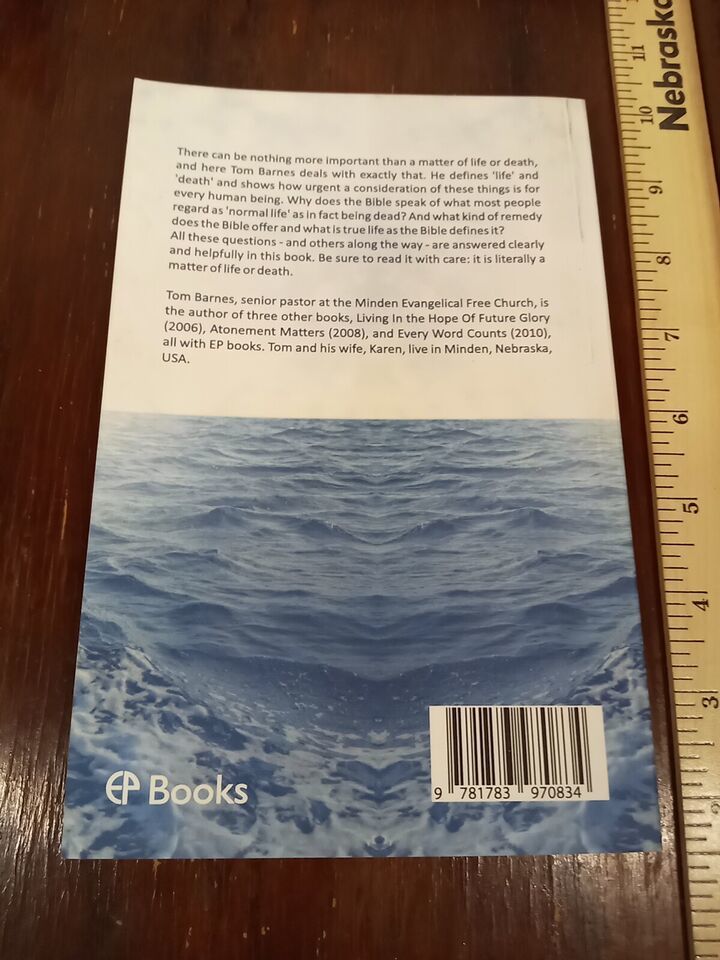 There can be nothing more important than a matter of life or death,
and here Tom Barnes deals with exactly that. He defines 'life' and
'death' and shows how urgent a consideration of these things is for
every human being. Why does the Bible speak of what most people
regard as 'normal life' as in fact being dead? And what kind of remedy
does the Bible offer and what is true life as the Bible defines it?
All these questions - and others along the way - are answered clearly
and helpfully in this book. Be sure to read it with care: it is literally a
matter of life or death.
Tom Barnes, senior pastor at the Minden Evangelical Free Church, is
the author of three other books, Living In the Hope Of Future Glory
(2006), Atonement Matters (2008), and Every Word Counts (2010),
all with EP books. Tom and his wife, Karen, live in Minden, Nebraska,
USA.
EP Books
9 781783 970834
Nebraska
11
10
9
8
7
6
5
4
3